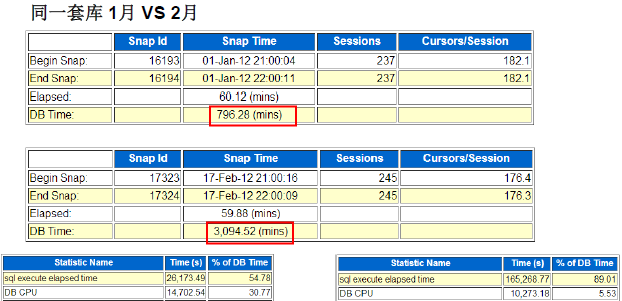 同一套库 1月 VS 2月
Snap Id Snap Time Sessions Cursors/Session
Begin Snap: 16193 01-Jan-12 21:00:04 237 182.1
End Snap: 16194 01-Jan-12 22:00:11 237 182.1
Elapsed: 60.12 (mins)
DB Time: 796.28 (mins)
Snap Id Snap Time Sessions Cursors/Session
Begin Snap: 17323 17-Feb-12 21:00:16 245 176.4
End Snap: 17324 17-Feb-12 22:00:09 245 176.3
Elapsed: 59.88 (mins)
DB Time: 3,094.52 (mins)
Statistic Name Time (s) % of DB Time
sql execute elapsed time 26,173.49 54.78
DB CPU 14,702.54 30.77
Statistic Name Time (s) % of DB Time
sql execute elapsed time 165,268.77 89.01
DB CPU 10,273.18 5.53